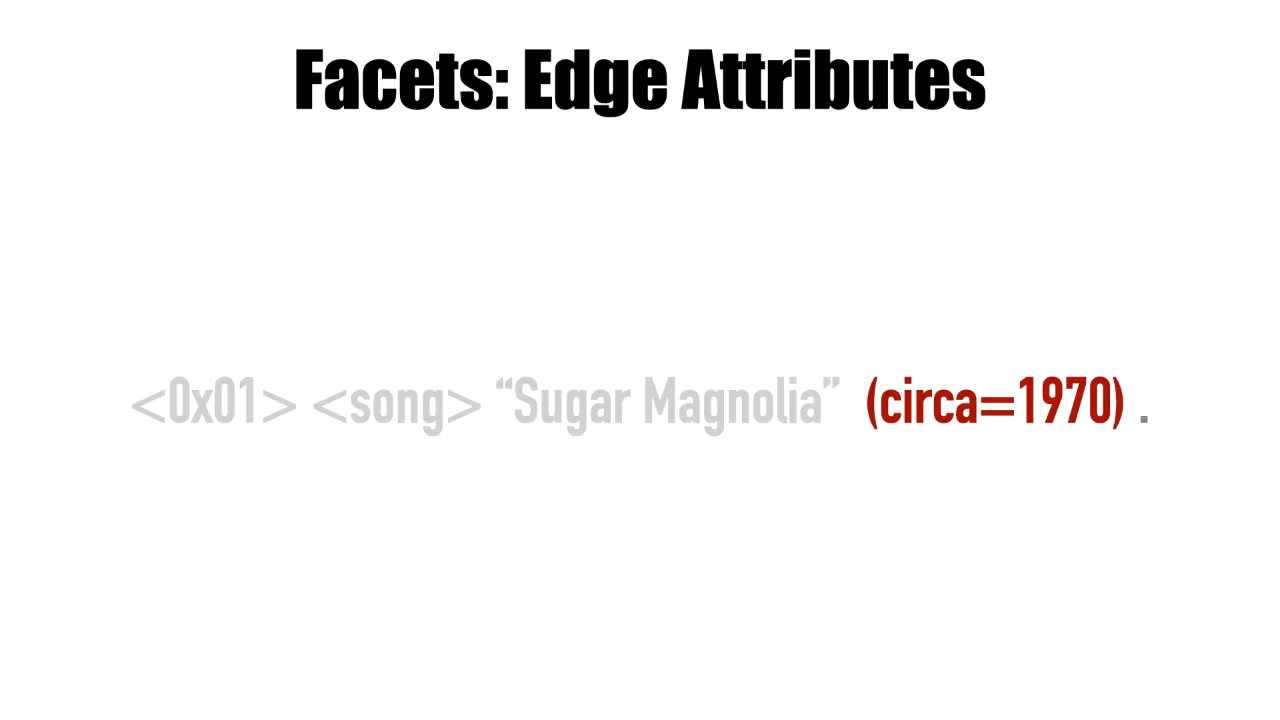 Facets: Edge Attributes
<0x01> <song> “Sugar Magnolia” (circa=1970) .